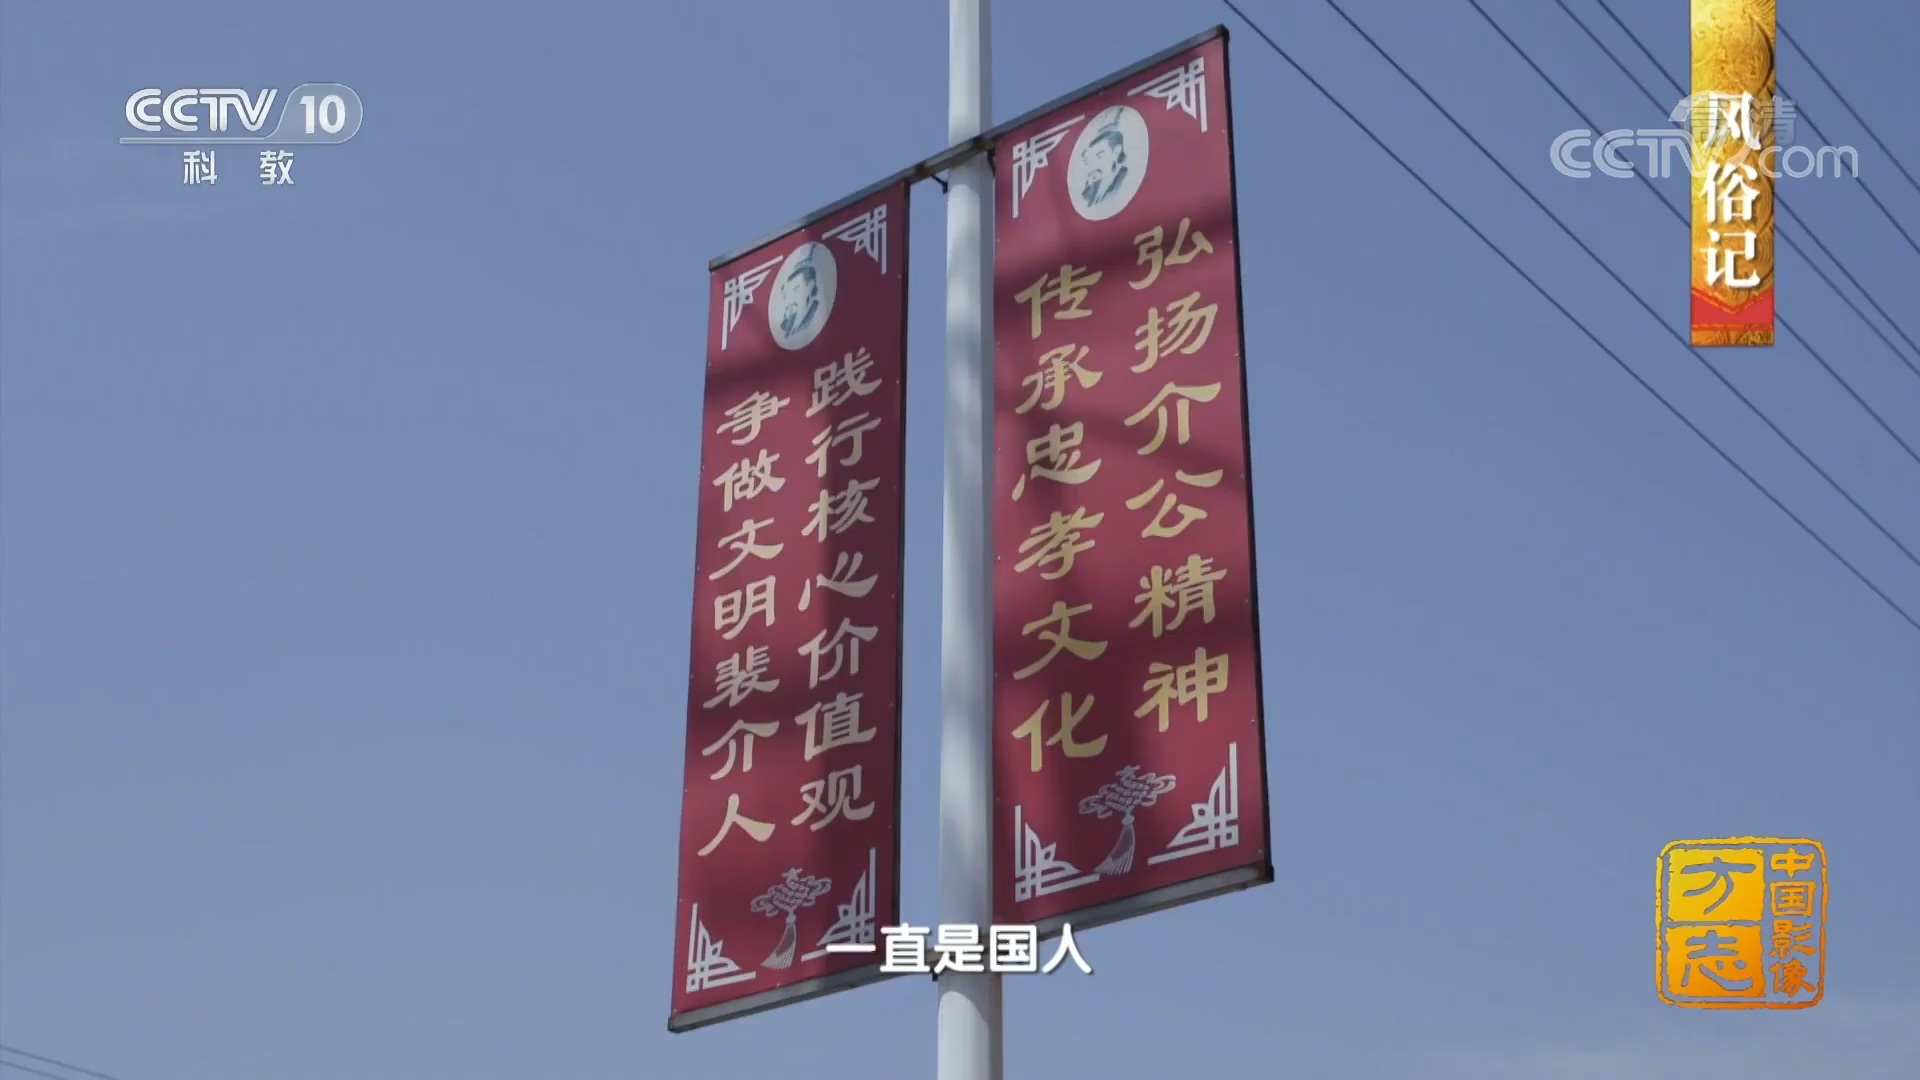 CCTV 10
科教
高清
CCTV.com
风俗记
弘扬介公精神
传承忠孝文化
践行核心价值观
争做文明裴介人
一直是国人
中国影像
方志